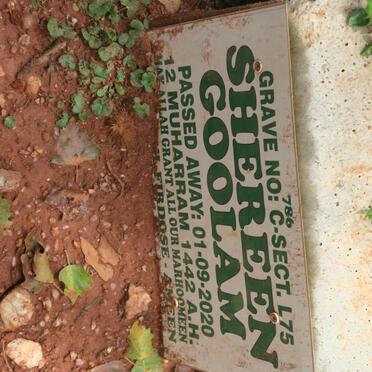 786
GRAVE NO: C-SECT. L75
SHEREEN
GOOLAM
PASSED AWAY: 01-09-2020
12 MUHARRAM 1442 A.H.
ALLAH GRANT ALL OUR MARHOOMEEN